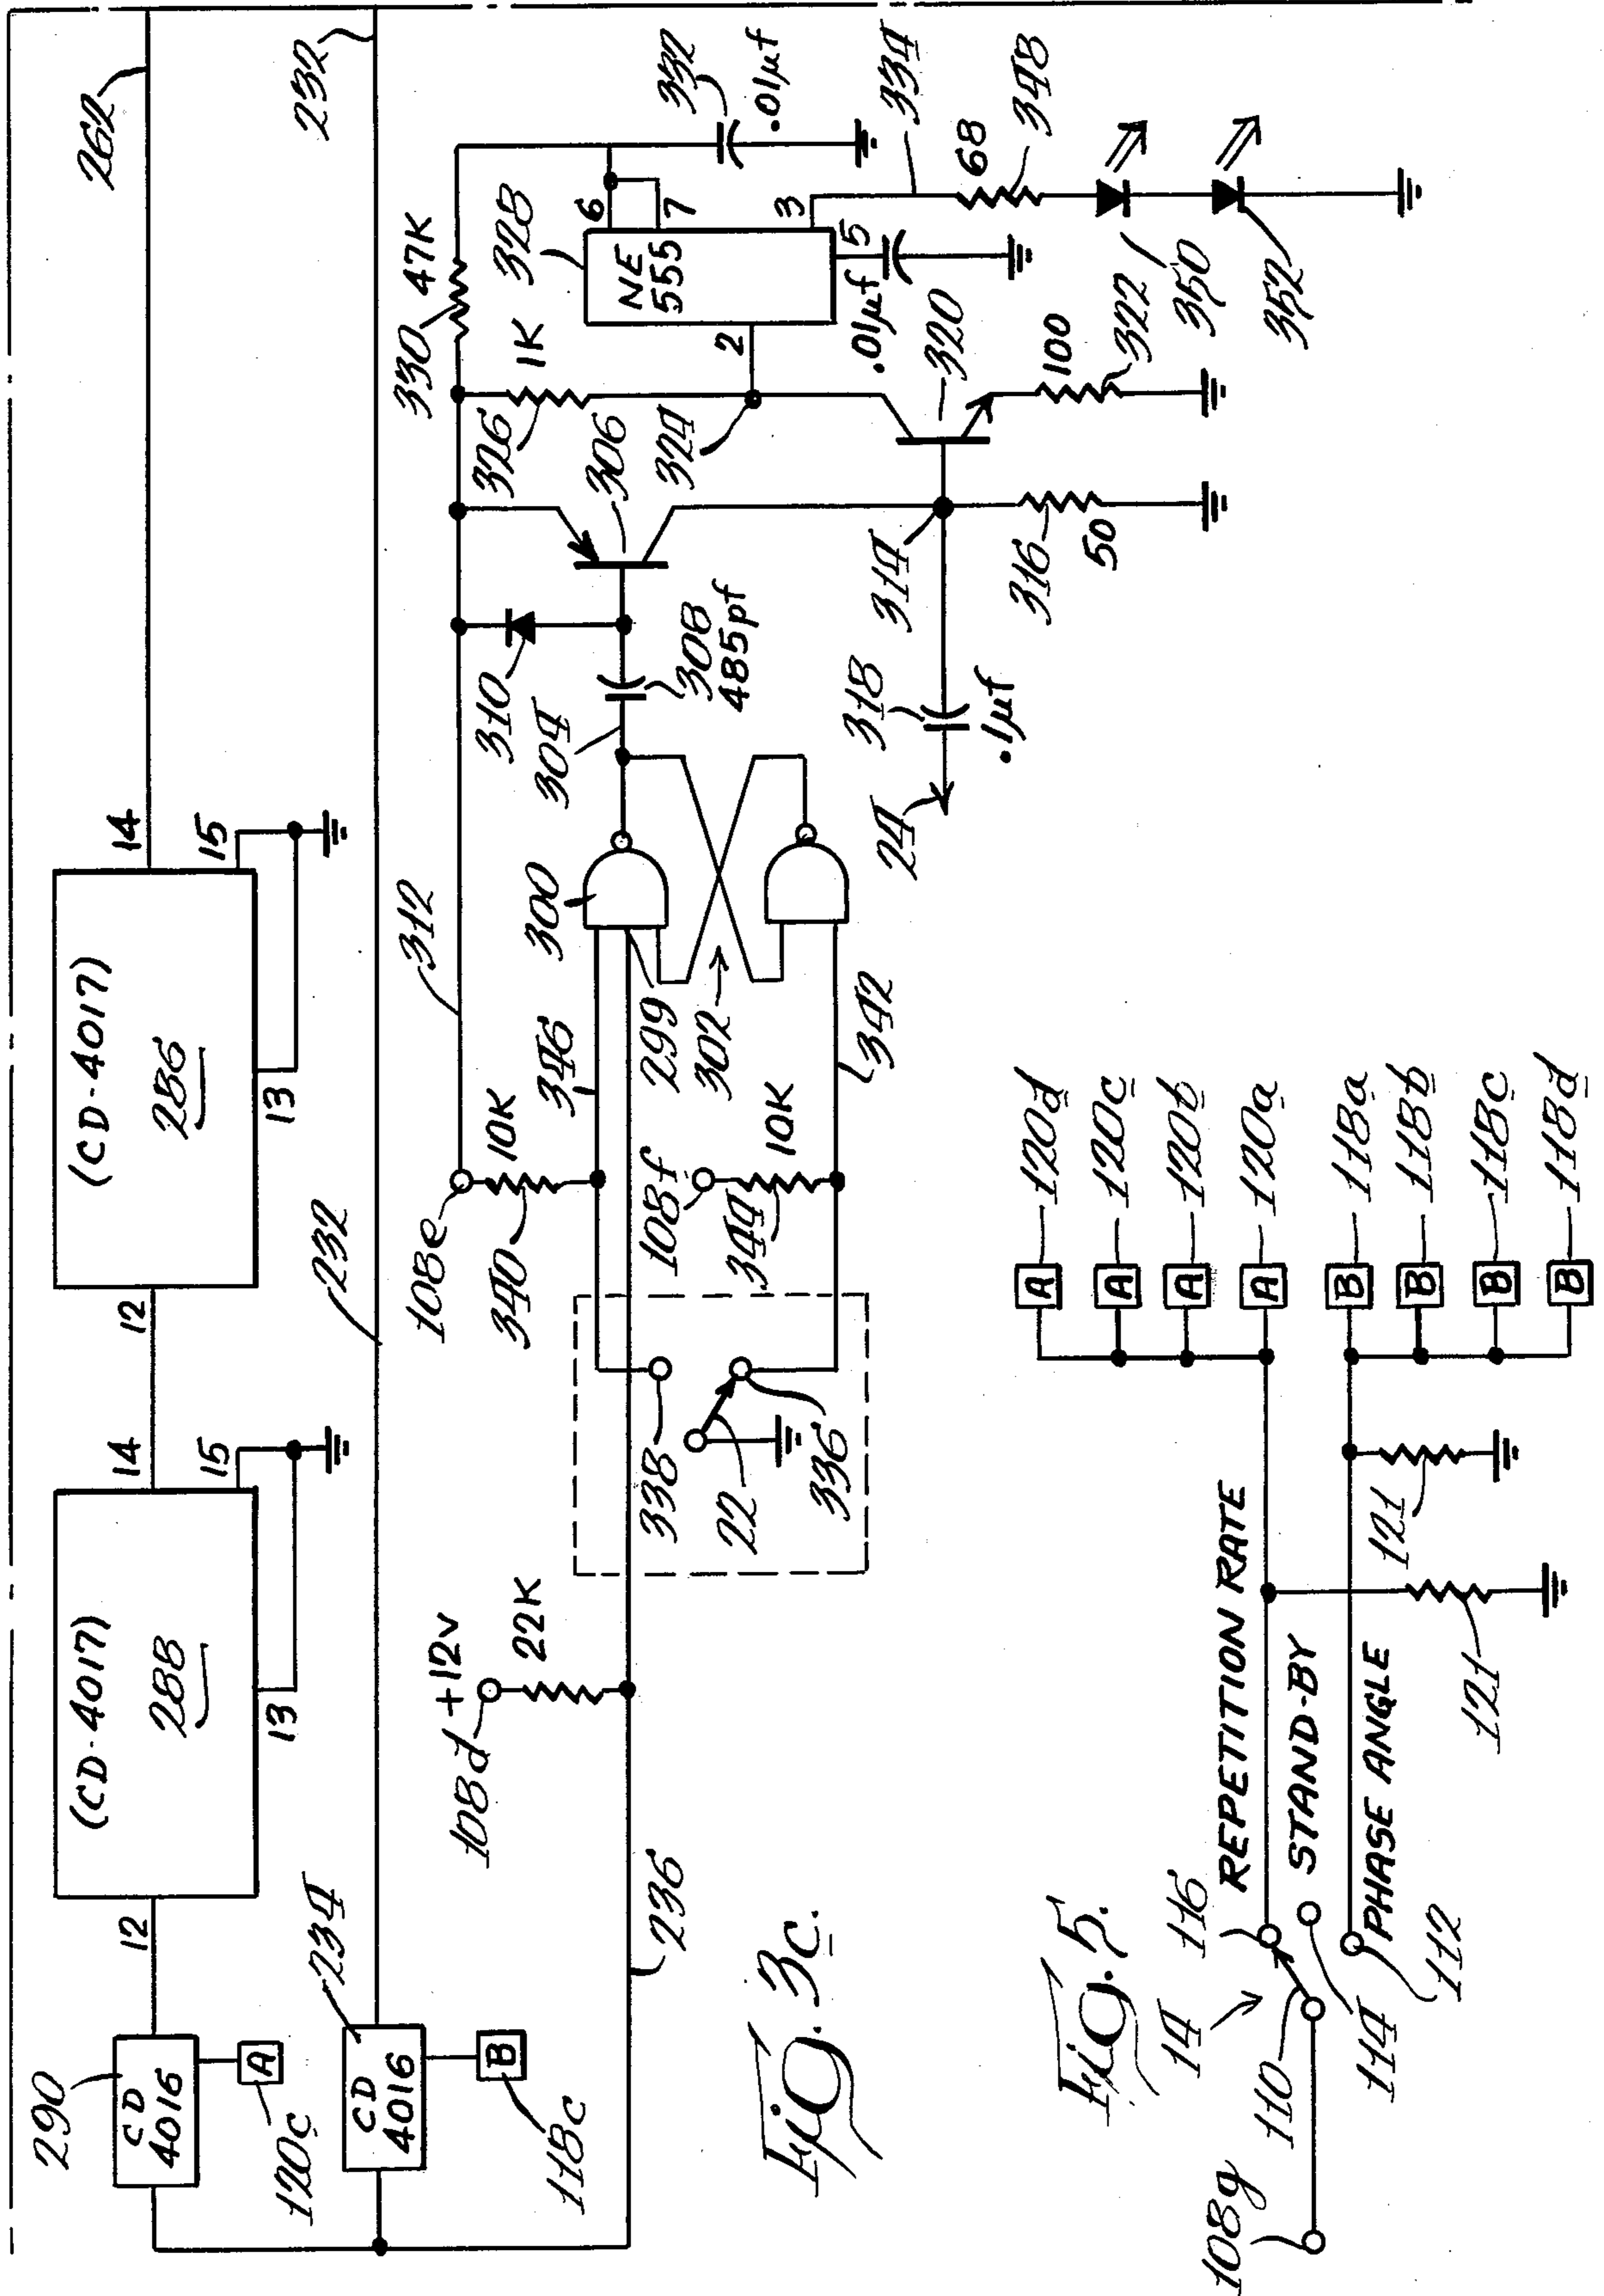 290
CD
4016
A
120c
12
(CD-4017)
288
14
15
13
12
(CD-4017)
286
14
15
13
262
234
CD
4016
B
118c
232
232
236
108d
+12v
22K
108e
340
10K
346
312
338
22
336
108f
344
10K
342
299
300
302
304
310
308
485pf
306
326
1K
330
47K
324
2
328
NE
555
6
7
3
5
.01µf
332
.01µf
334
68
348
350
352
320
100
322
314
316
50
318
.1µf
24
Fig. 3c.
Fig. 5.
14
108g
110
116
REPETITION RATE
STAND-BY
114
PHASE ANGLE
112
121
121
A
120d
A
120c
A
120b
A
120a
B
118a
B
118b
B
118c
B
118d